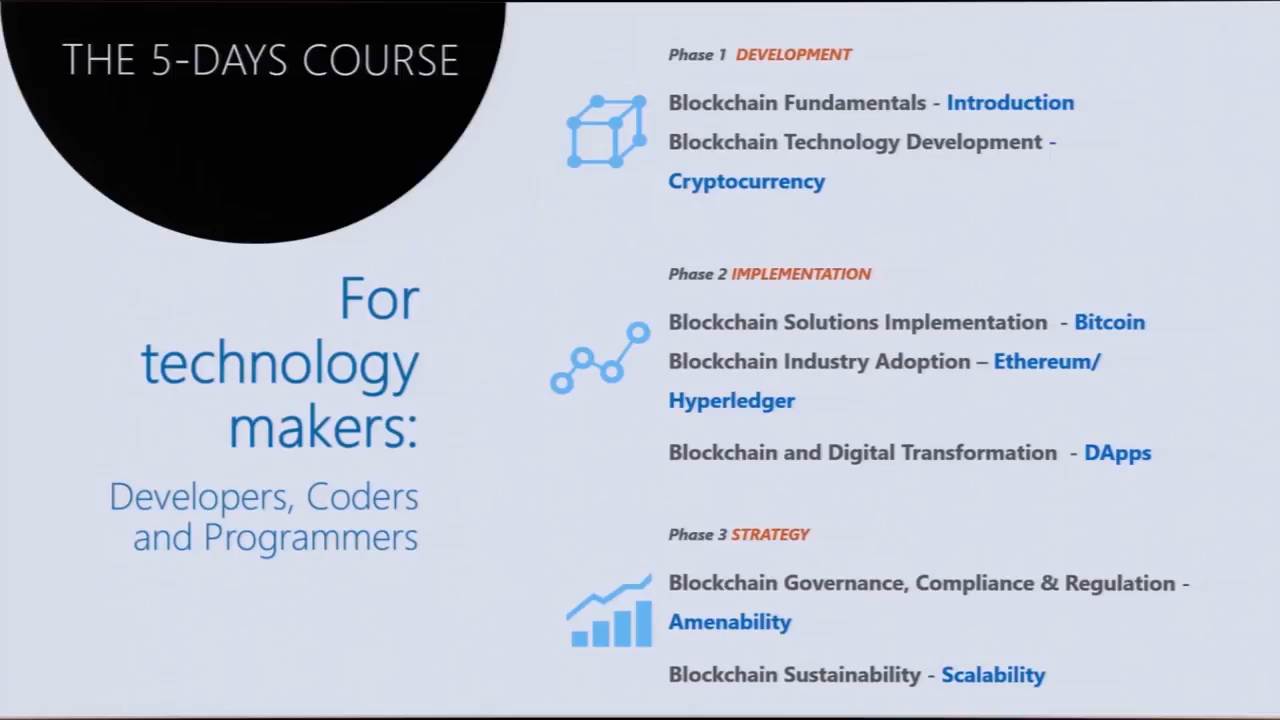 THE 5-DAYS COURSE
For
technology
makers:
Developers, Coders
and Programmers
Phase 1 DEVELOPMENT
Blockchain Fundamentals - Introduction
Blockchain Technology Development -
Cryptocurrency
Phase 2 IMPLEMENTATION
Blockchain Solutions Implementation - Bitcoin
Blockchain Industry Adoption – Ethereum/
Hyperledger
Blockchain and Digital Transformation - DApps
Phase 3 STRATEGY
Blockchain Governance, Compliance & Regulation -
Amenability
Blockchain Sustainability - Scalability